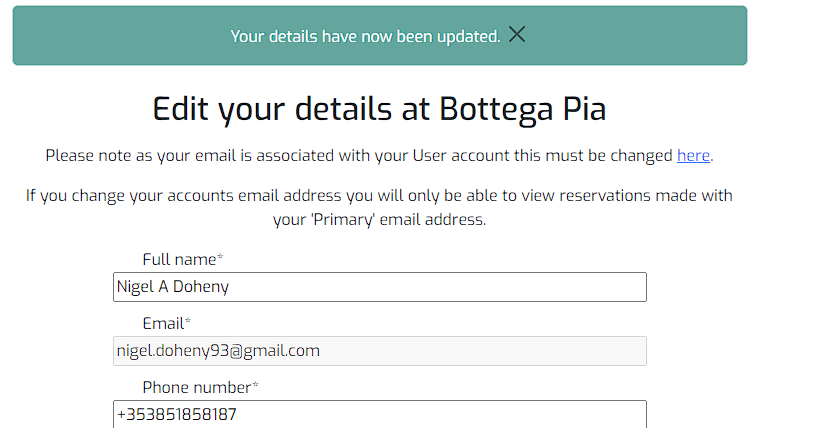 Your details have now been updated.
Edit your details at Bottega Pia
Please note as your email is associated with your User account this must be changed here.
If you change your accounts email address you will only be able to view reservations made with
your 'Primary' email address.
Full name*
Nigel A Doheny
Email*
nigel.doheny93@gmail.com
Phone number*
+353851858187